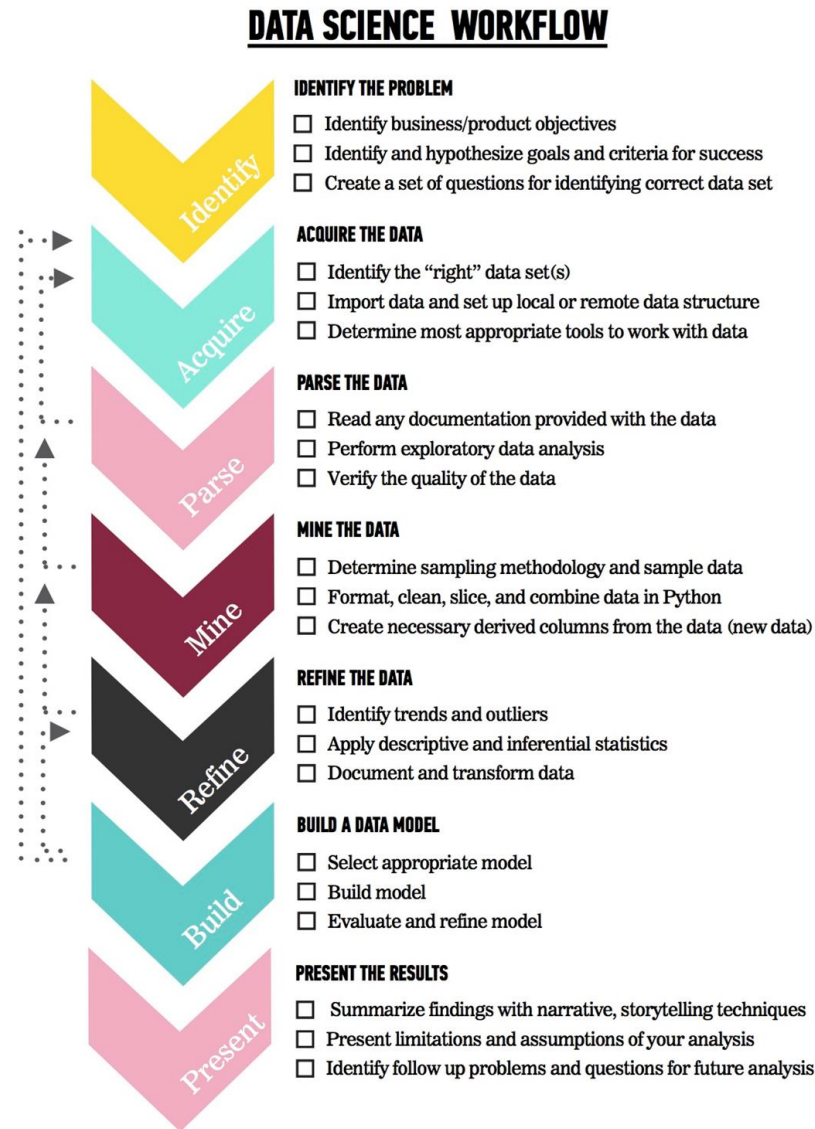 DATA SCIENCE WORKFLOW
Identify
IDENTIFY THE PROBLEM
Identify business/product objectives
Identify and hypothesize goals and criteria for success
Create a set of questions for identifying correct data set
Acquire
ACQUIRE THE DATA
Identify the “right” data set(s)
Import data and set up local or remote data structure
Determine most appropriate tools to work with data
Parse
PARSE THE DATA
Read any documentation provided with the data
Perform exploratory data analysis
Verify the quality of the data
Mine
MINE THE DATA
Determine sampling methodology and sample data
Format, clean, slice, and combine data in Python
Create necessary derived columns from the data (new data)
Refine
REFINE THE DATA
Identify trends and outliers
Apply descriptive and inferential statistics
Document and transform data
Build
BUILD A DATA MODEL
Select appropriate model
Build model
Evaluate and refine model
Present
PRESENT THE RESULTS
Summarize findings with narrative, storytelling techniques
Present limitations and assumptions of your analysis
Identify follow up problems and questions for future analysis